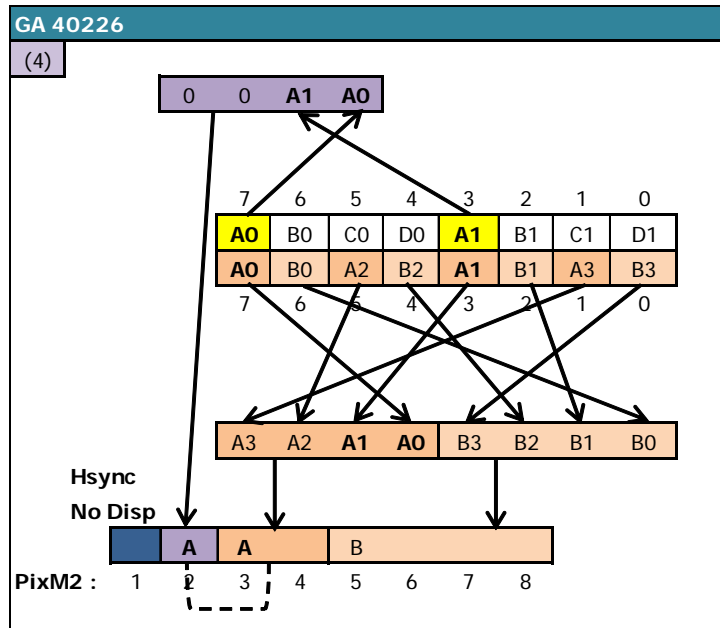 GA 40226
(4)
0 0 A1 A0
7 6 5 4 3 2 1 0
A0 B0 C0 D0 A1 B1 C1 D1
A0 B0 A2 B2 A1 B1 A3 B3
7 6 5 4 3 2 1 0
A3 A2 A1 A0 B3 B2 B1 B0
Hsync
No Disp
A A B
PixM2 : 1 2 3 4 5 6 7 8